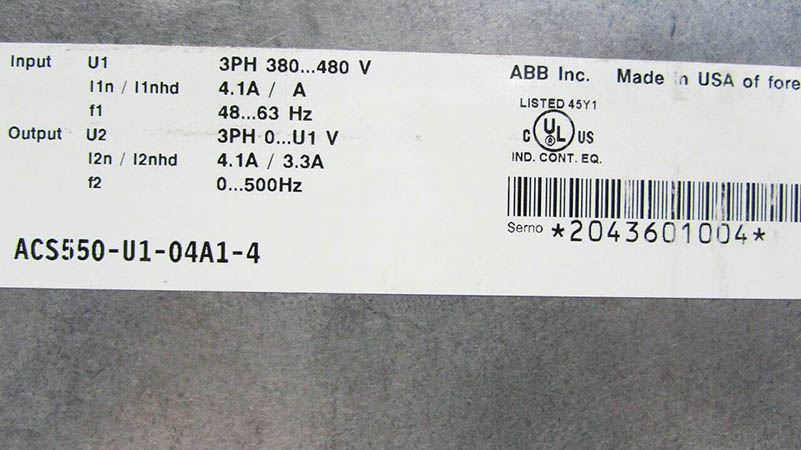 Input U1 3PH 380...480 V
I1n / I1nhd 4.1A / A
f1 48...63 Hz
Output U2 3PH 0...U1 V
I2n / I2nhd 4.1A / 3.3A
f2 0...500Hz
ACS550-U1-04A1-4
ABB Inc. Made in USA of fore
LISTED 45Y1
C UL ® US
IND. CONT. EQ.
Serno *2043601004*